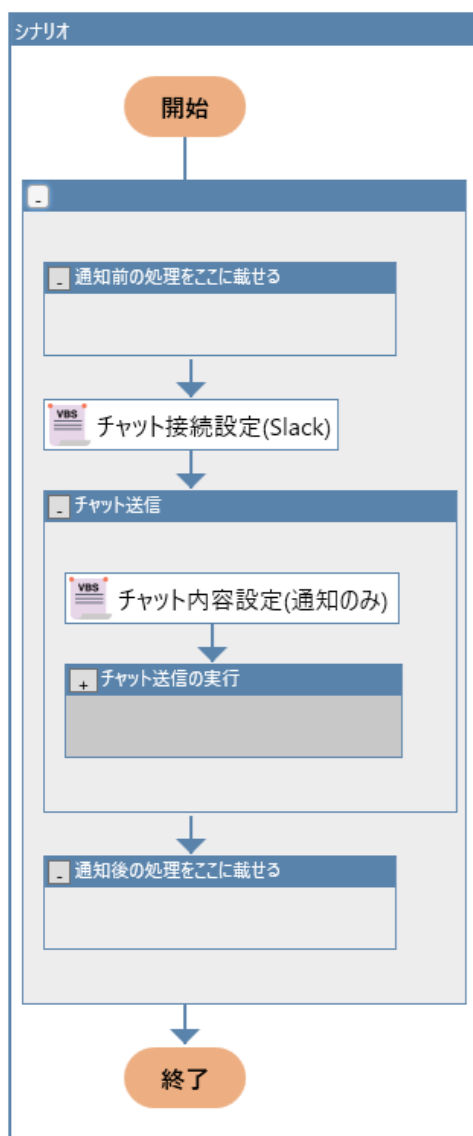 シナリオ
開始
-
- 通知前の処理をここに載せる
VBS チャット接続設定(Slack)
- チャット送信
VBS チャット内容設定(通知のみ)
+ チャット送信の実行
- 通知後の処理をここに載せる
終了